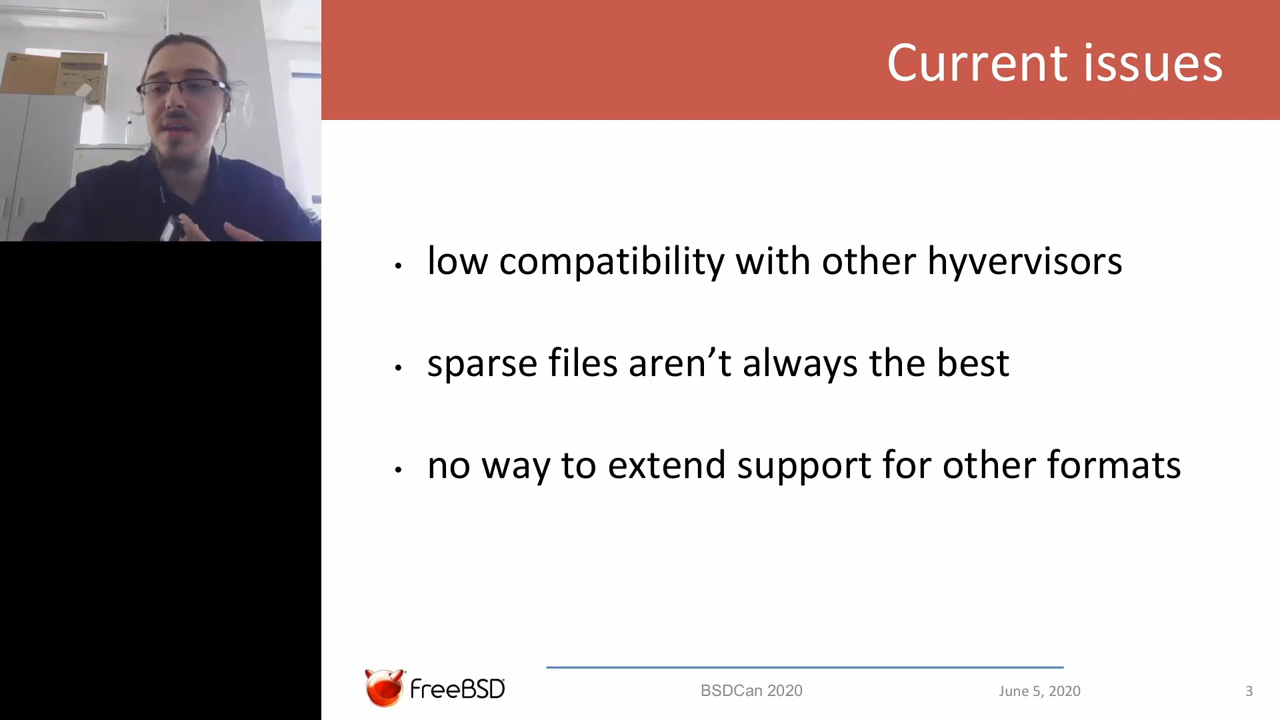 Current issues
• low compatibility with other hyvervisors
• sparse files aren’t always the best
• no way to extend support for other formats
FreeBSD
BSDCan 2020
June 5, 2020
3